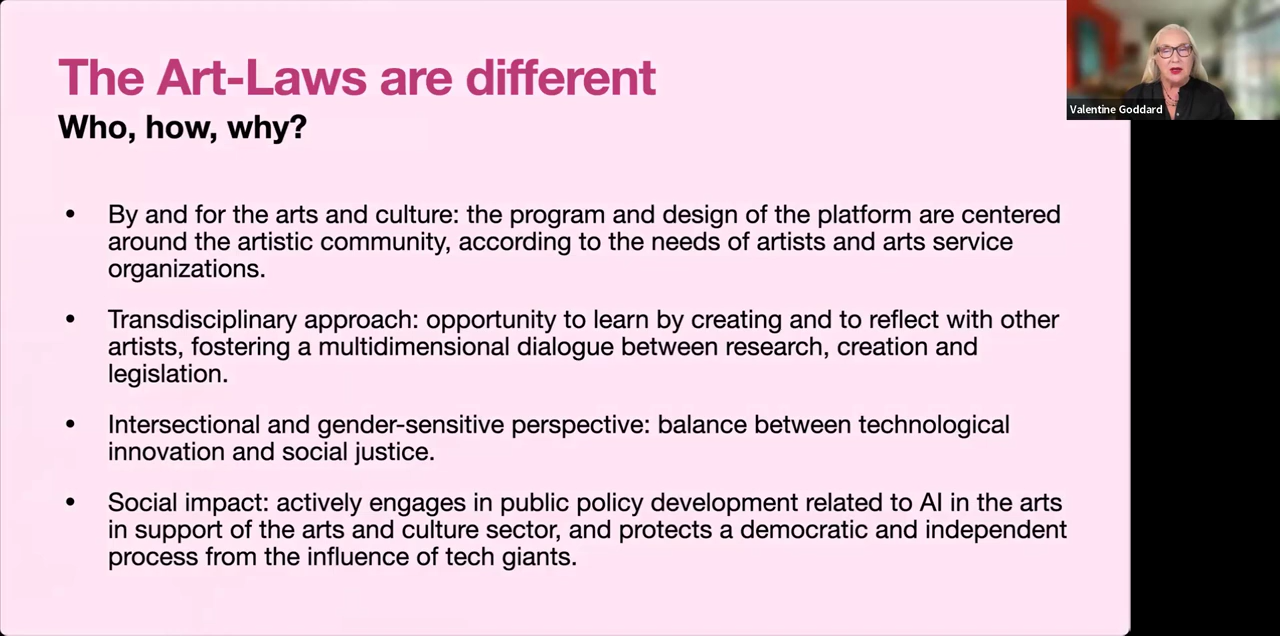 The Art-Laws are different
Who, how, why?
Valentine Goddard
• By and for the arts and culture: the program and design of the platform are centered
around the artistic community, according to the needs of artists and arts service
organizations.
• Transdisciplinary approach: opportunity to learn by creating and to reflect with other
artists, fostering a multidimensional dialogue between research, creation and
legislation.
• Intersectional and gender-sensitive perspective: balance between technological
innovation and social justice.
• Social impact: actively engages in public policy development related to AI in the arts
in support of the arts and culture sector, and protects a democratic and independent
process from the influence of tech giants.